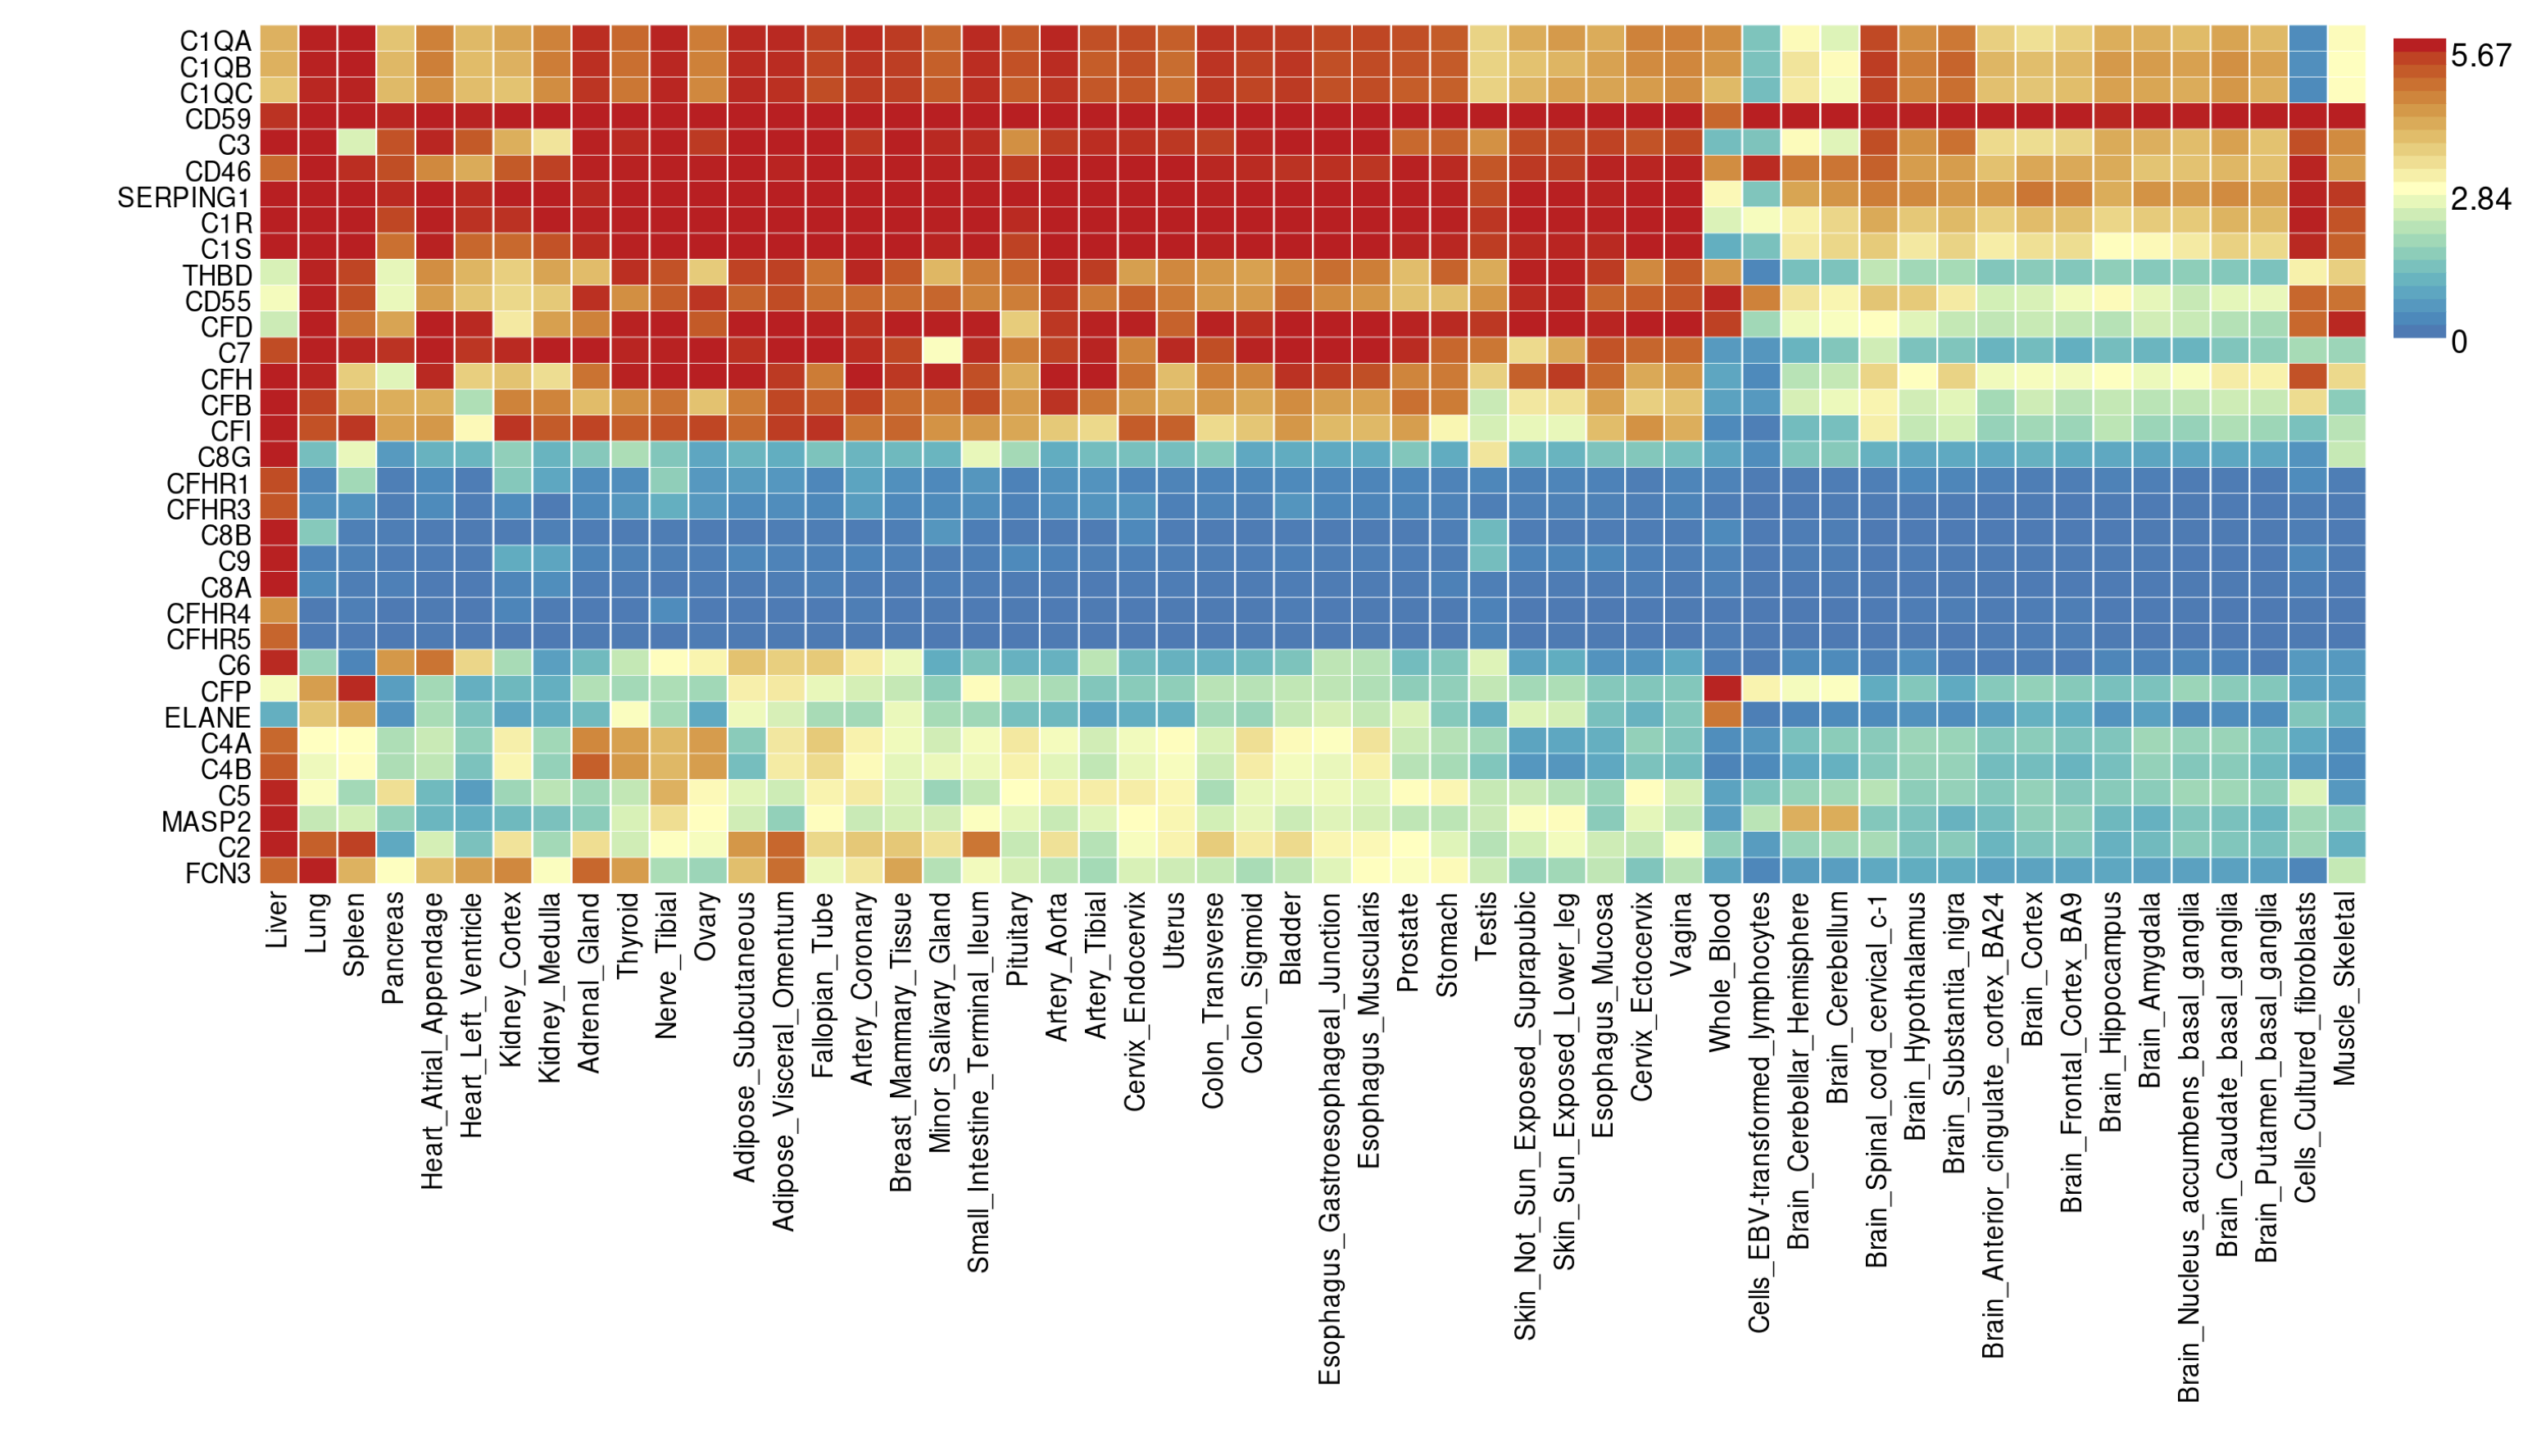 C1QA
C1QB
C1QC
CD59
C3
CD46
SERPING1
C1R
C1S
THBD
CD55
CFD
C7
CFH
CFB
CFI
C8G
CFHR1
CFHR3
C8B
C9
C8A
CFHR4
CFHR5
C6
CFP
ELANE
C4A
C4B
C5
MASP2
C2
FCN3
5.67
2.84
0
Liver
Lung
Spleen
Pancreas
Heart_Atrial_Appendage
Heart_Left_Ventricle
Kidney_Cortex
Kidney_Medulla
Adrenal_Gland
Thyroid
Nerve_Tibial
Ovary
Adipose_Subcutaneous
Adipose_Visceral_Omentum
Fallopian_Tube
Artery_Coronary
Breast_Mammary_Tissue
Minor_Salivary_Gland
Small_Intestine_Terminal_Ileum
Pituitary
Artery_Aorta
Artery_Tibial
Cervix_Endocervix
Uterus
Colon_Transverse
Colon_Sigmoid
Bladder
Esophagus_Gastroesophageal_Junction
Esophagus_Muscularis
Prostate
Stomach
Testis
Skin_Not_Sun_Exposed_Suprapubic
Skin_Sun_Exposed_Lower_leg
Esophagus_Mucosa
Cervix_Ectocervix
Vagina
Whole_Blood
Cells_EBV-transformed_lymphocytes
Brain_Cerebellar_Hemisphere
Brain_Cerebellum
Brain_Spinal_cord_cervical_c-1
Brain_Hypothalamus
Brain_Substantia_nigra
Brain_Anterior_cingulate_cortex_BA24
Brain_Cortex
Brain_Frontal_Cortex_BA9
Brain_Hippocampus
Brain_Amygdala
Brain_Nucleus_accumbens_basal_ganglia
Brain_Caudate_basal_ganglia
Brain_Putamen_basal_ganglia
Cells_Cultured_fibroblasts
Muscle_Skeletal